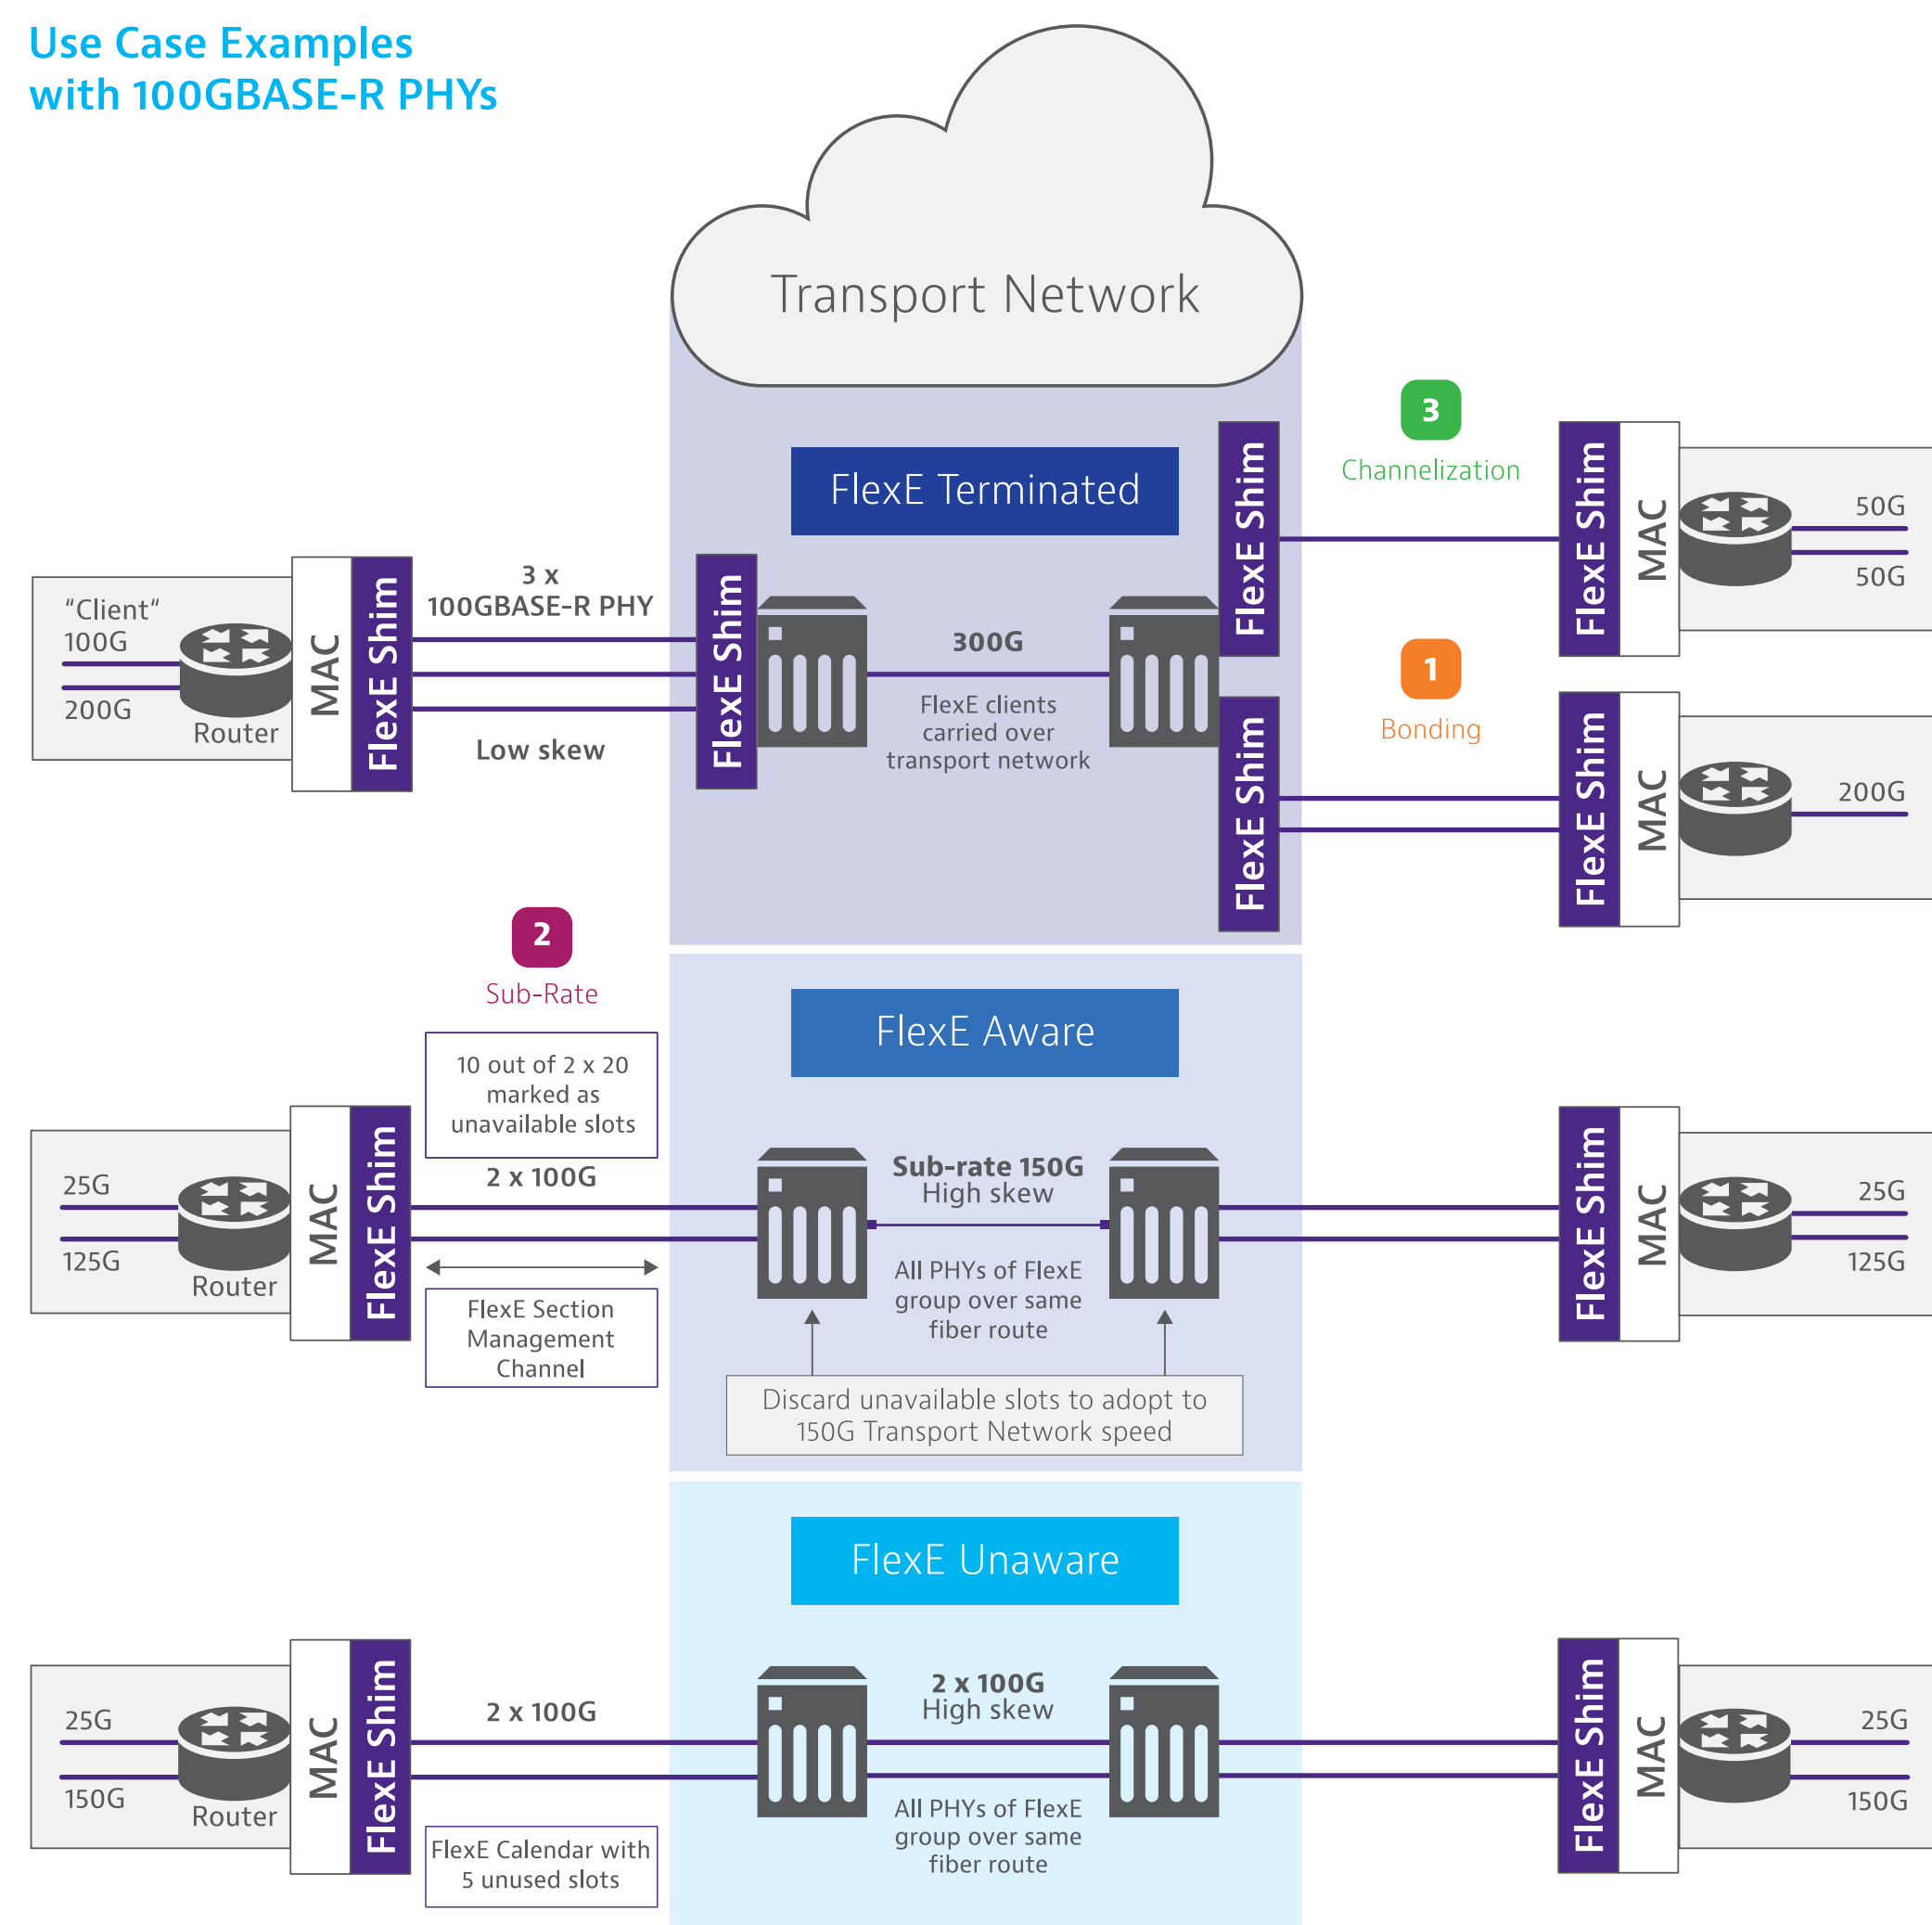 Use Case Examples
with 100GBASE-R PHYs
Transport Network
FlexE Terminated
3
Channelization
1
Bonding
"Client"
100G
200G
Router
MAC
FlexE Shim
3 x
100GBASE-R PHY
Low skew
FlexE Shim
300G
FlexE clients
carried over
transport network
FlexE Shim
FlexE Shim
FlexE Shim
MAC
50G
50G
FlexE Shim
MAC
200G
2
Sub-Rate
FlexE Aware
25G
125G
Router
MAC
FlexE Shim
10 out of 2 x 20
marked as
unavailable slots
2 x 100G
FlexE Section
Management
Channel
Sub-rate 150G
High skew
All PHYs of FlexE
group over same
fiber route
Discard unavailable slots to adopt to
150G Transport Network speed
FlexE Shim
MAC
25G
125G
FlexE Unaware
25G
150G
Router
MAC
FlexE Shim
2 x 100G
FlexE Calendar with
5 unused slots
2 x 100G
High skew
All PHYs of FlexE
group over same
fiber route
FlexE Shim
MAC
25G
150G